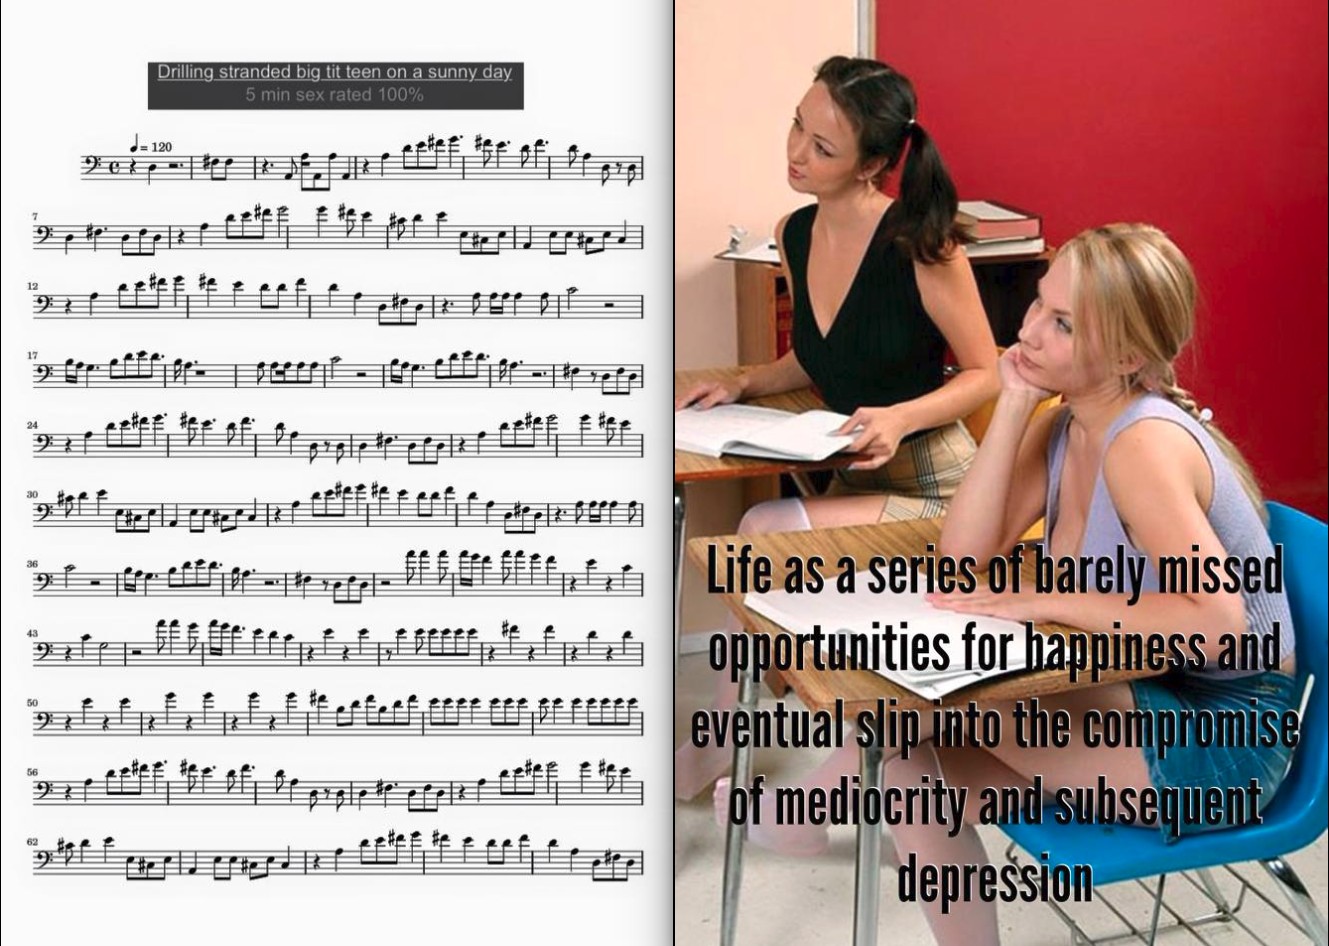 Drilling stranded big tit teen on a sunny day
5 min sex rated 100%
= 120
7
12
17
24
30
36
43
50
56
62
Life as a series of barely missed
opportunities for happiness and
eventual slip into the compromise
of mediocrity and subsequent
depression